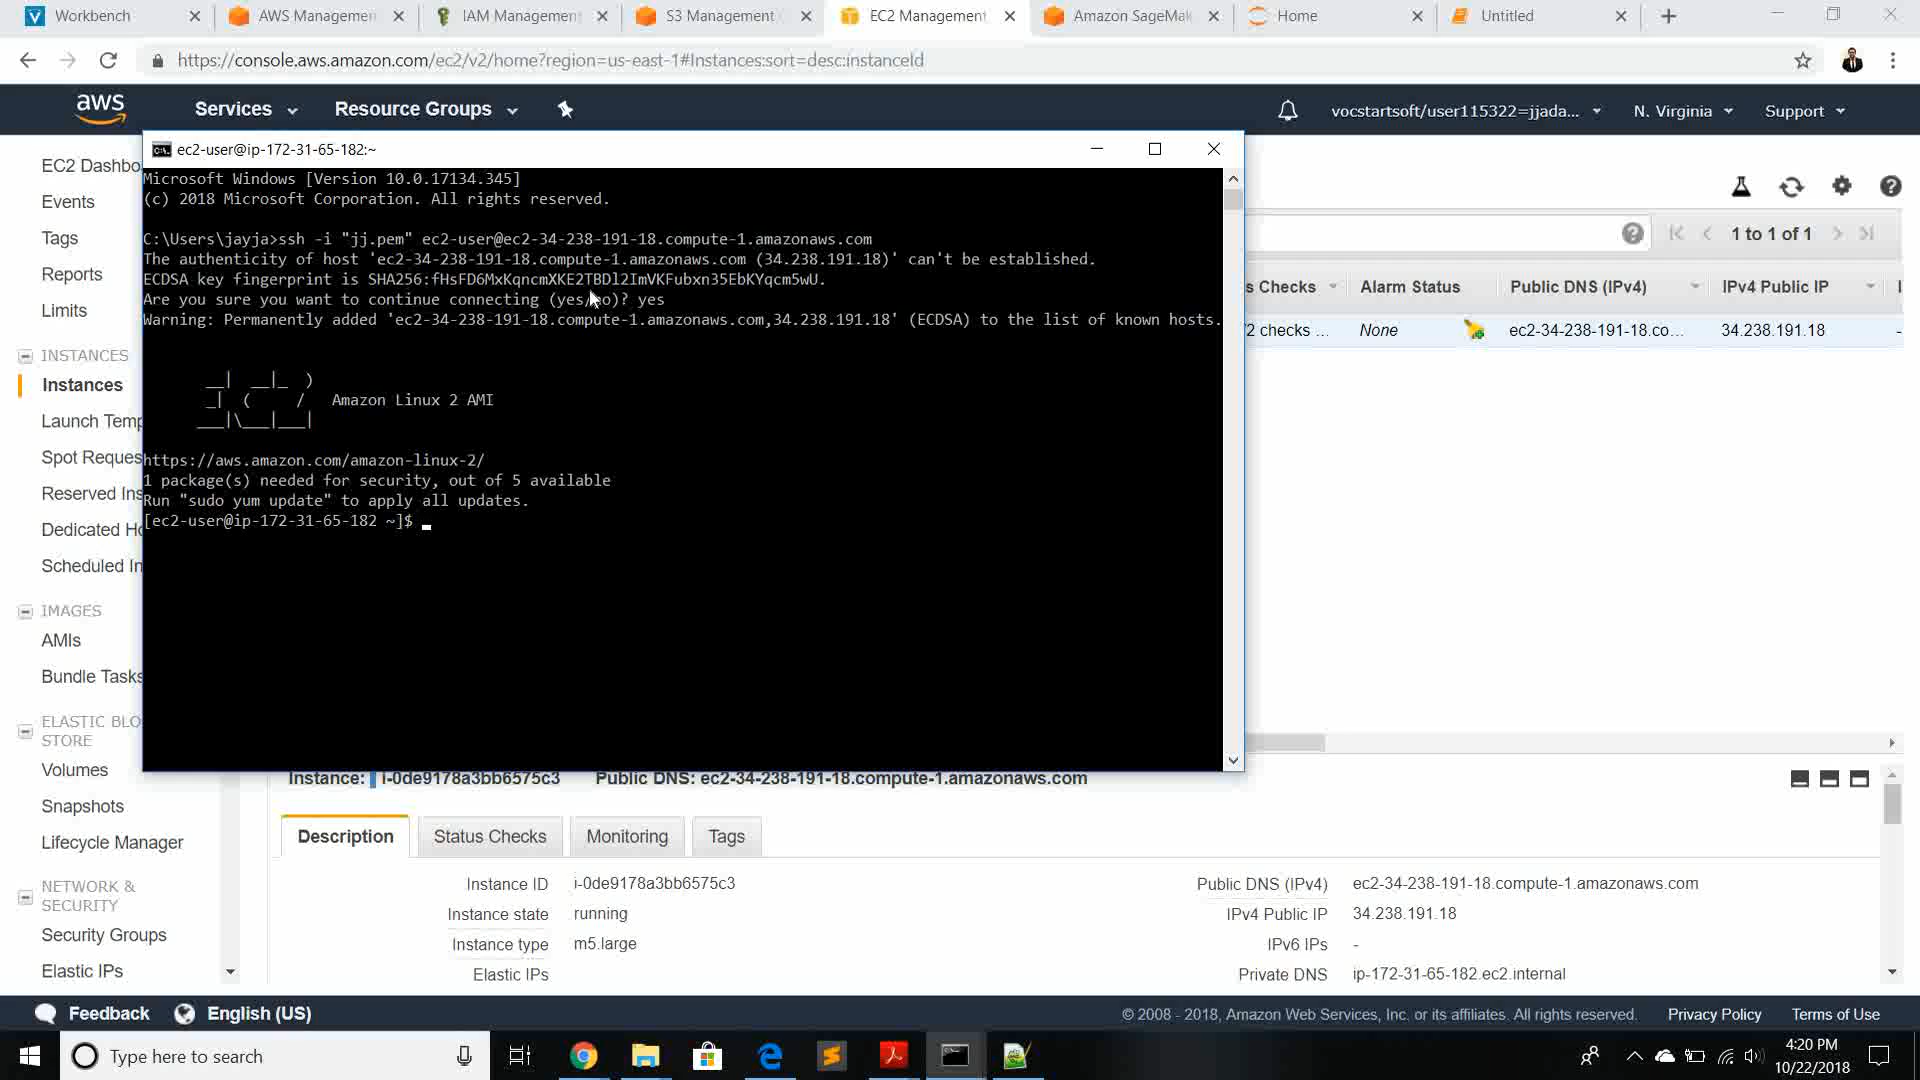 Workbench
AWS Managemen
IAM Management
S3 Management
EC2 Management
Amazon SageMak
Home
Untitled
https://console.aws.amazon.com/ec2/v2/home?region=us-east-1#Instances:sort=desc:instanceId
aws
Services
Resource Groups
vocstartsoft/user115322=jjada...
N. Virginia
Support
EC2 Dashbo
Events
Tags
Reports
Limits
INSTANCES
Instances
Launch Temp
Spot Reques
Reserved Ins
Dedicated Ho
Scheduled In
IMAGES
AMIs
Bundle Tasks
ELASTIC BLO
STORE
Volumes
Snapshots
Lifecycle Manager
NETWORK &
SECURITY
Security Groups
Elastic IPs
ec2-user@ip-172-31-65-182:~
Microsoft Windows [Version 10.0.17134.345]
(c) 2018 Microsoft Corporation. All rights reserved.
C:\Users\jayja>ssh -i "jj.pem" ec2-user@ec2-34-238-191-18.compute-1.amazonaws.com
The authenticity of host 'ec2-34-238-191-18.compute-1.amazonaws.com (34.238.191.18)' can't be established.
ECDSA key fingerprint is SHA256:fHsFD6MxKqncmXKE2TBDl2ImVKFubxn35EbKYqcm5wU.
Are you sure you want to continue connecting (yes/no)? yes
Warning: Permanently added 'ec2-34-238-191-18.compute-1.amazonaws.com,34.238.191.18' (ECDSA) to the list of known hosts.
__|  __|_  )
_|  (     /   Amazon Linux 2 AMI
___|\___|___|
https://aws.amazon.com/amazon-linux-2/
1 package(s) needed for security, out of 5 available
Run "sudo yum update" to apply all updates.
[ec2-user@ip-172-31-65-182 ~]$
1 to 1 of 1
s Checks
Alarm Status
Public DNS (IPv4)
IPv4 Public IP
/2 checks ...
None
ec2-34-238-191-18.co...
34.238.191.18
-
Instance: i-0de9178a3bb6575c3
Public DNS: ec2-34-238-191-18.compute-1.amazonaws.com
Description
Status Checks
Monitoring
Tags
Instance ID
i-0de9178a3bb6575c3
Public DNS (IPv4)
ec2-34-238-191-18.compute-1.amazonaws.com
Instance state
running
IPv4 Public IP
34.238.191.18
Instance type
m5.large
IPv6 IPs
-
Elastic IPs
Private DNS
ip-172-31-65-182.ec2.internal
Feedback
English (US)
© 2008 - 2018, Amazon Web Services, Inc. or its affiliates. All rights reserved.
Privacy Policy
Terms of Use
Type here to search
4:20 PM
10/22/2018